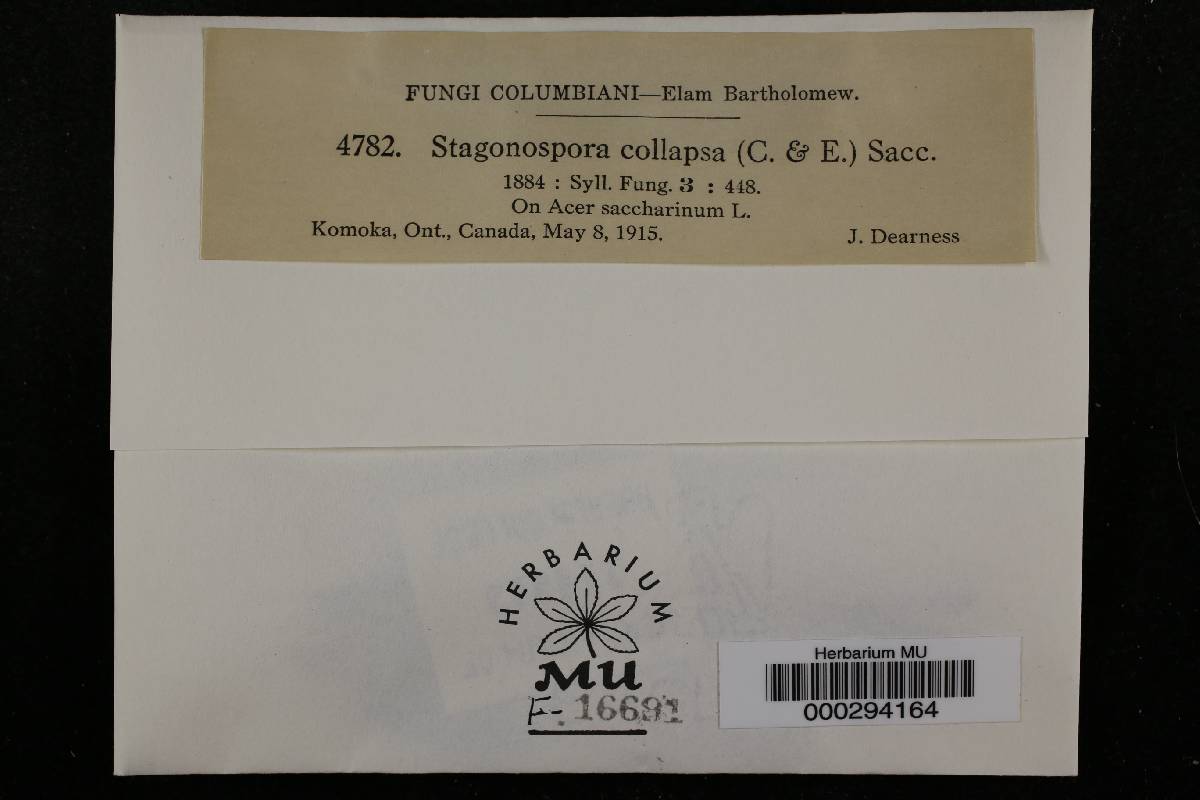 FUNGI COLUMBIANI—Elam Bartholomew.
4782. Stagonospora collapsa (C. & E.) Sacc.
1884 : Syll. Fung. 3 : 448.
On Acer saccharinum L.
Komoka, Ont., Canada, May 8, 1915. J. Dearness
HERBARIUM
MU
F-
Herbarium MU
000294164